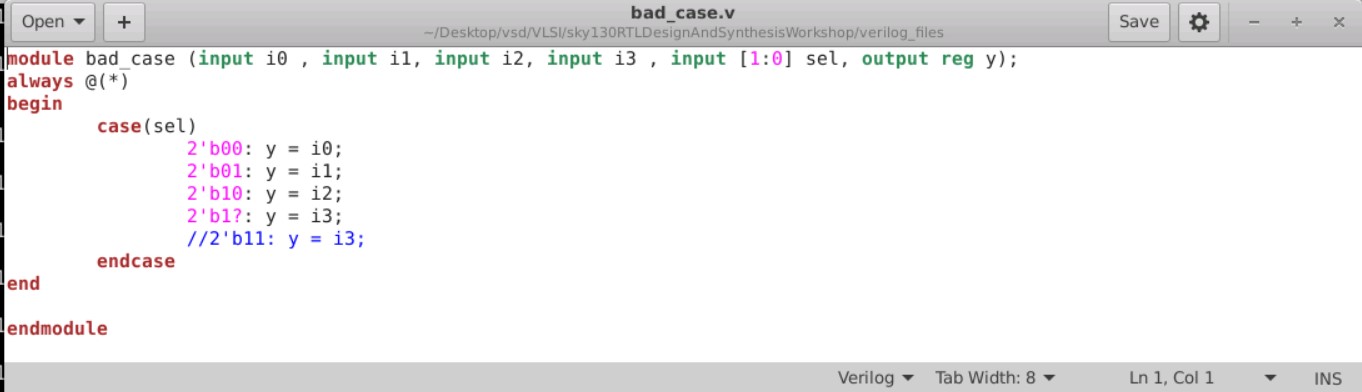 Open
+
bad_case.v
~/Desktop/vsd/VLSI/sky130RTLDesignAndSynthesisWorkshop/verilog_files
Save
module bad_case (input i0 , input i1, input i2, input i3 , input [1:0] sel, output reg y);
always @(*)
begin
	case(sel)
		2'b00: y = i0;
		2'b01: y = i1;
		2'b10: y = i2;
		2'b1?: y = i3;
		//2'b11: y = i3;
	endcase
end
endmodule
Verilog Tab Width: 8 Ln 1, Col 1 INS